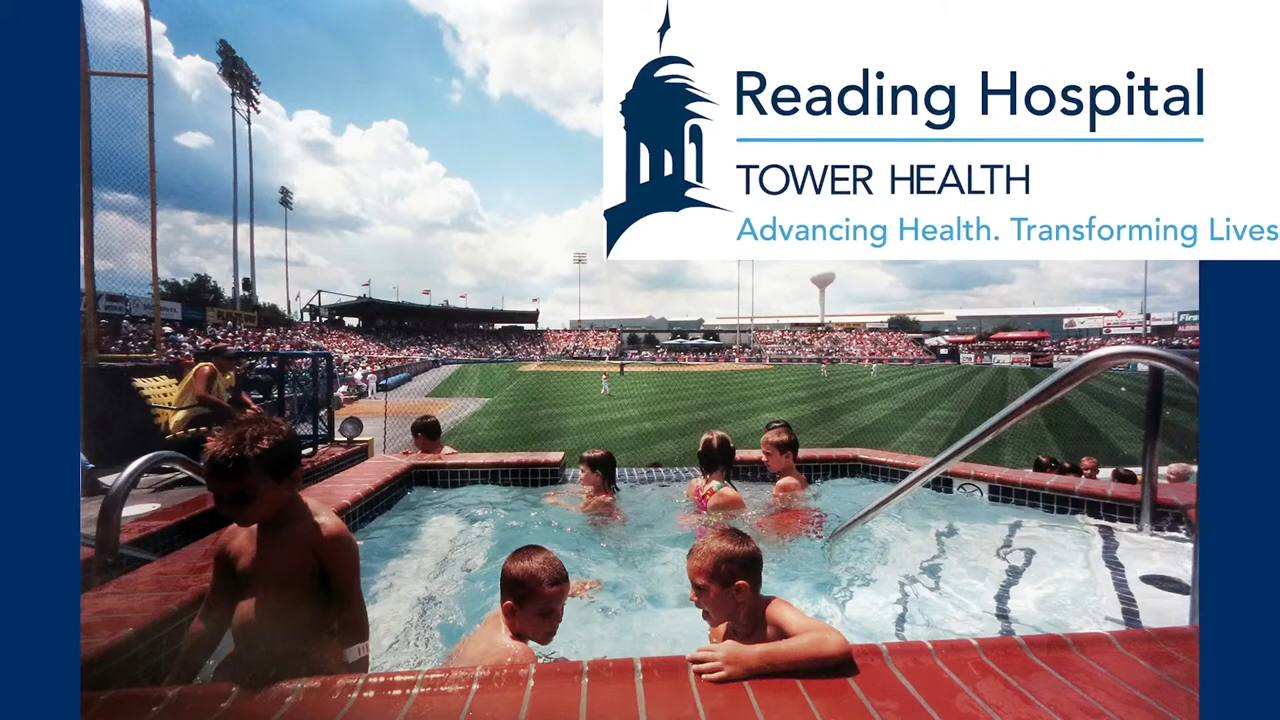 Reading Hospital
TOWER HEALTH
Advancing Health. Transforming Lives